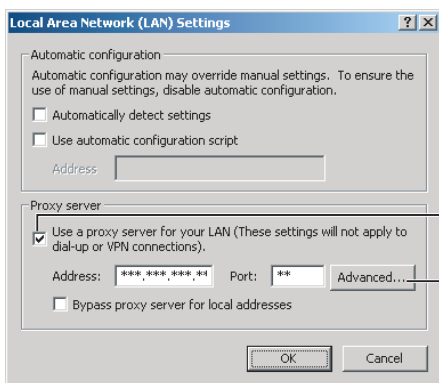 Local Area Network (LAN) Settings
Automatic configuration
Automatic configuration may override manual settings. To ensure the
use of manual settings, disable automatic configuration.
Automatically detect settings
Use automatic configuration script
Address
Proxy server
Use a proxy server for your LAN (These settings will not apply to
dial-up or VPN connections).
Address: ***.***.***.** Port: ** Advanced...
Bypass proxy server for local addresses
OK Cancel